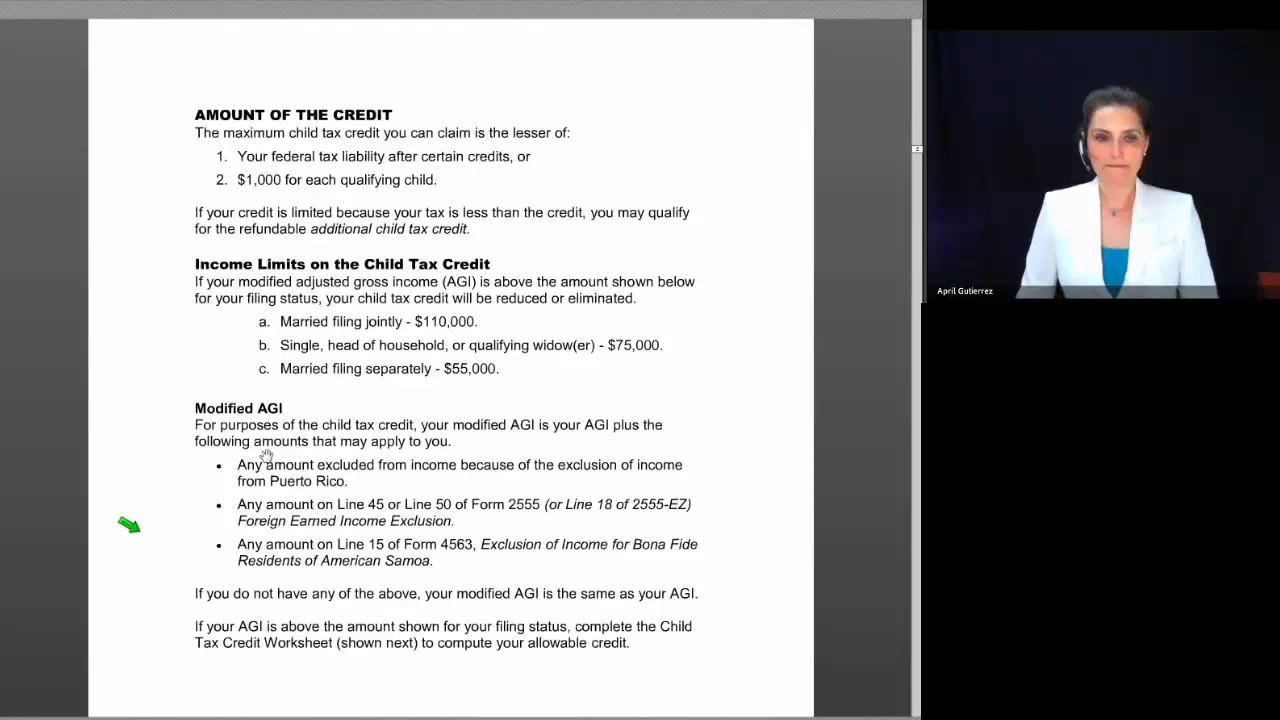 AMOUNT OF THE CREDIT
The maximum child tax credit you can claim is the lesser of:
1. Your federal tax liability after certain credits, or
2. $1,000 for each qualifying child.
If your credit is limited because your tax is less than the credit, you may qualify
for the refundable additional child tax credit.
Income Limits on the Child Tax Credit
If your modified adjusted gross income (AGI) is above the amount shown below
for your filing status, your child tax credit will be reduced or eliminated.
a. Married filing jointly - $110,000.
b. Single, head of household, or qualifying widow(er) - $75,000.
c. Married filing separately - $55,000.
Modified AGI
For purposes of the child tax credit, your modified AGI is your AGI plus the
following amounts that may apply to you.
• Any amount excluded from income because of the exclusion of income
from Puerto Rico.
• Any amount on Line 45 or Line 50 of Form 2555 (or Line 18 of 2555-EZ)
Foreign Earned Income Exclusion.
• Any amount on Line 15 of Form 4563, Exclusion of Income for Bona Fide
Residents of American Samoa.
If you do not have any of the above, your modified AGI is the same as your AGI.
If your AGI is above the amount shown for your filing status, complete the Child
Tax Credit Worksheet (shown next) to compute your allowable credit.
April Gutierrez